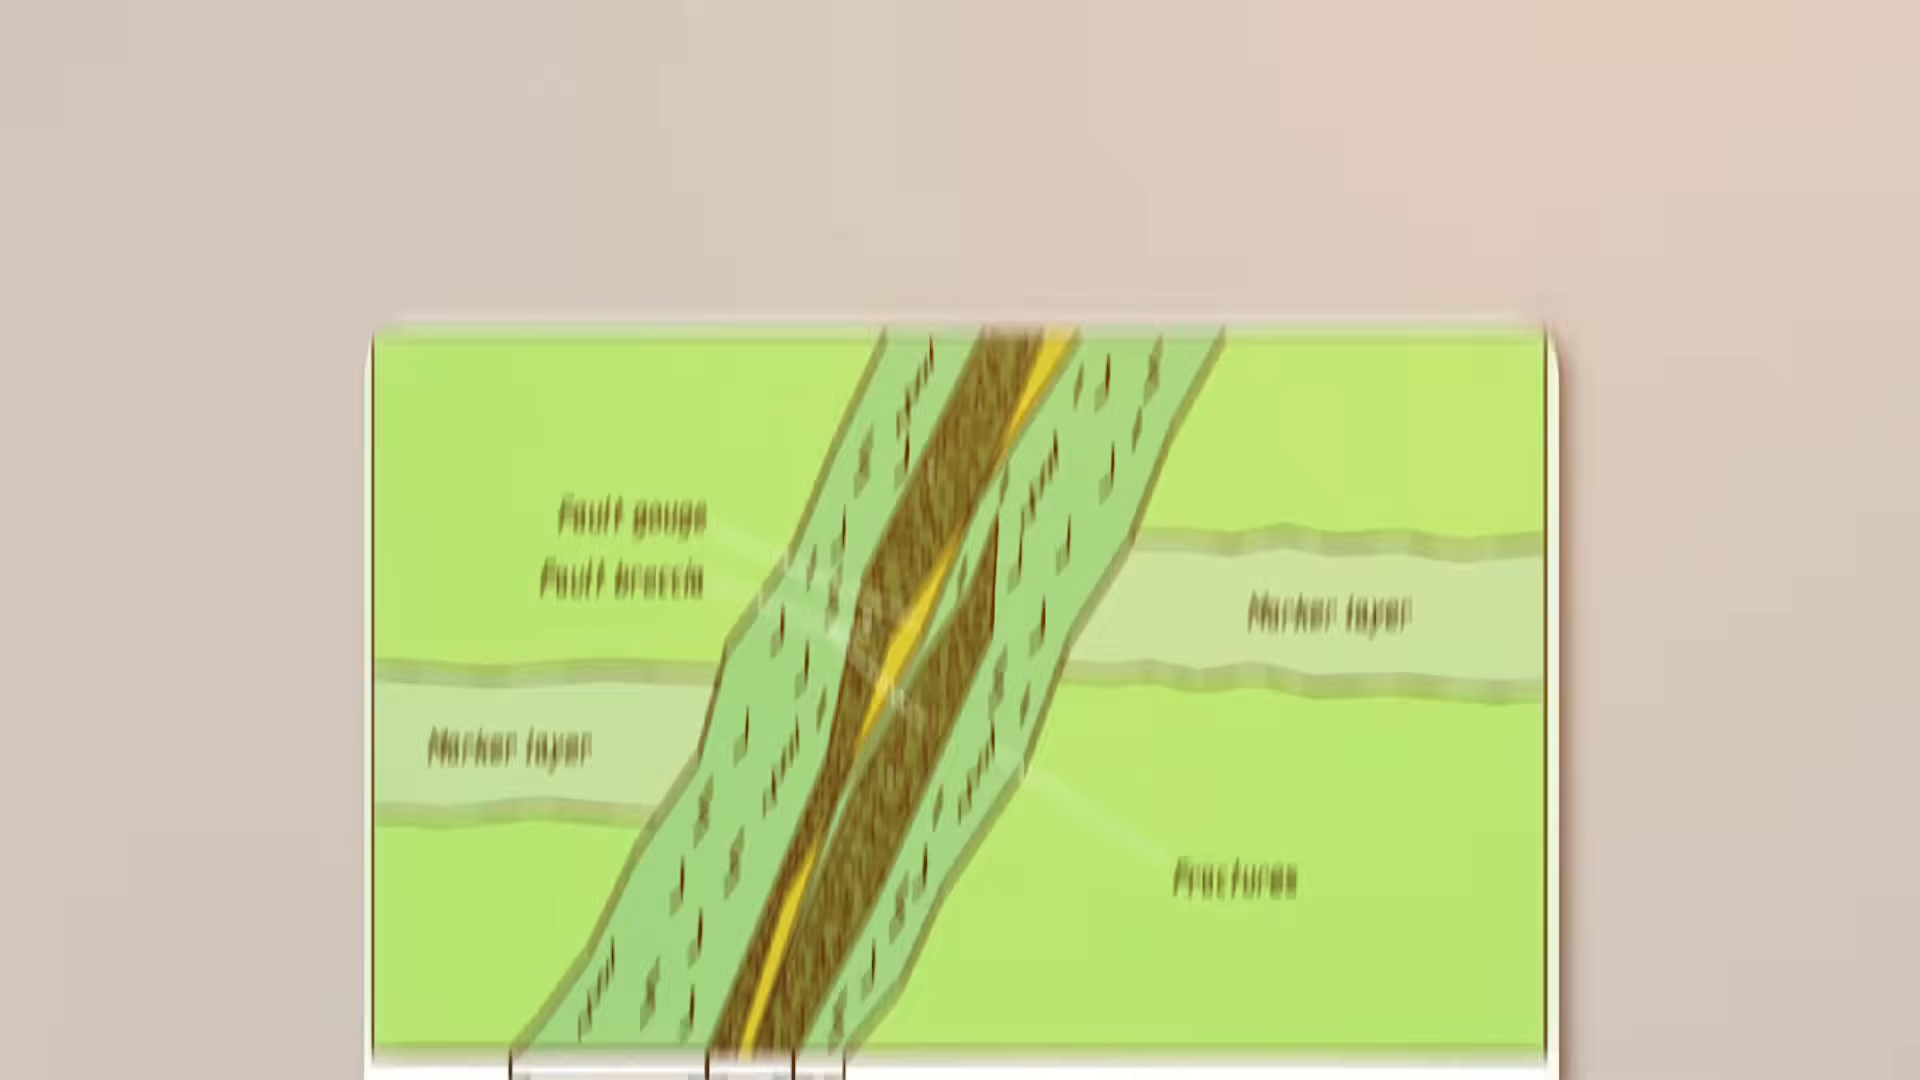 Fault gouge
Fault breccia
Marker layer
Marker layer
Fractures